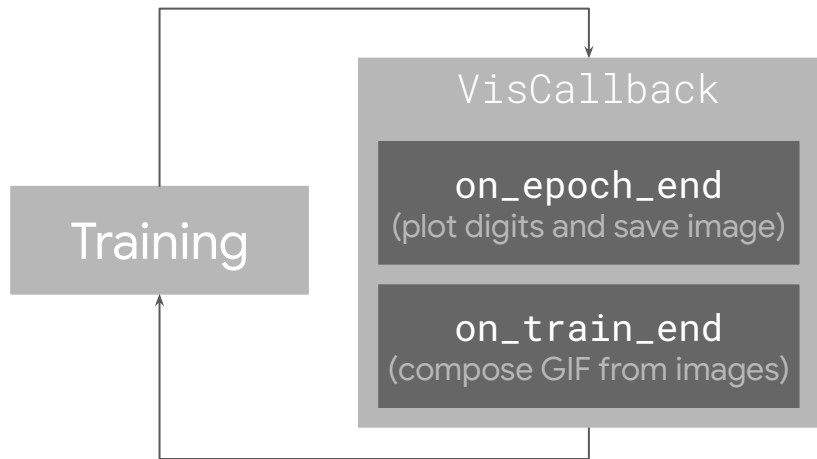 VisCallback
on_epoch_end
(plot digits and save image)
Training
on_train_end
(compose GIF from images)